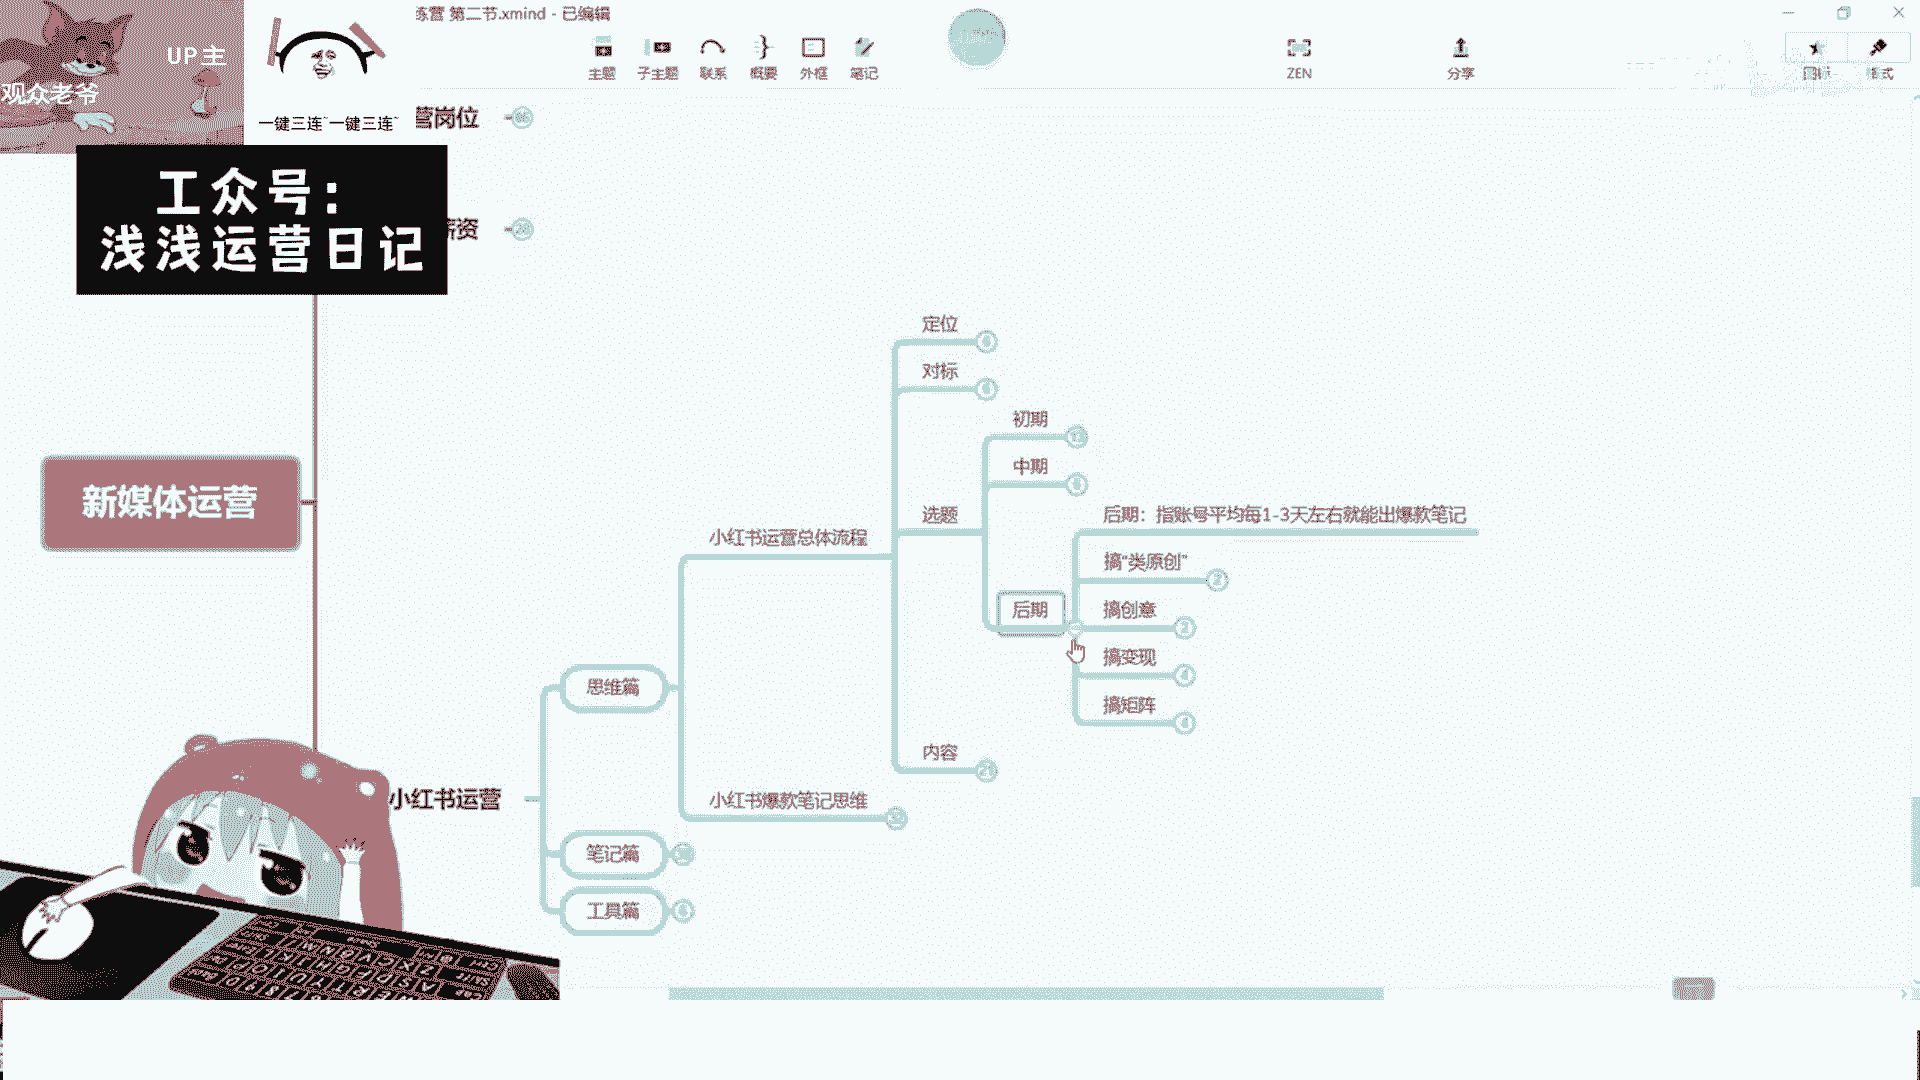 练营 第二节.xmind - 已编辑
UP主
观众老爷
一键三连~一键三连~
主题
子主题
联系
概要
外框
笔记
ZEN
分享
图标
格式
营岗位
薪资
工众号：
浅浅运营日记
新媒体运营
小红书运营
思维篇
笔记篇
工具篇
小红书运营总体流程
小红书爆款笔记思维
定位
对标
选题
内容
初期
中期
后期
后期：指账号平均每1-3天左右就能出爆款笔记
搞“类原创”
搞创意
搞变现
搞矩阵